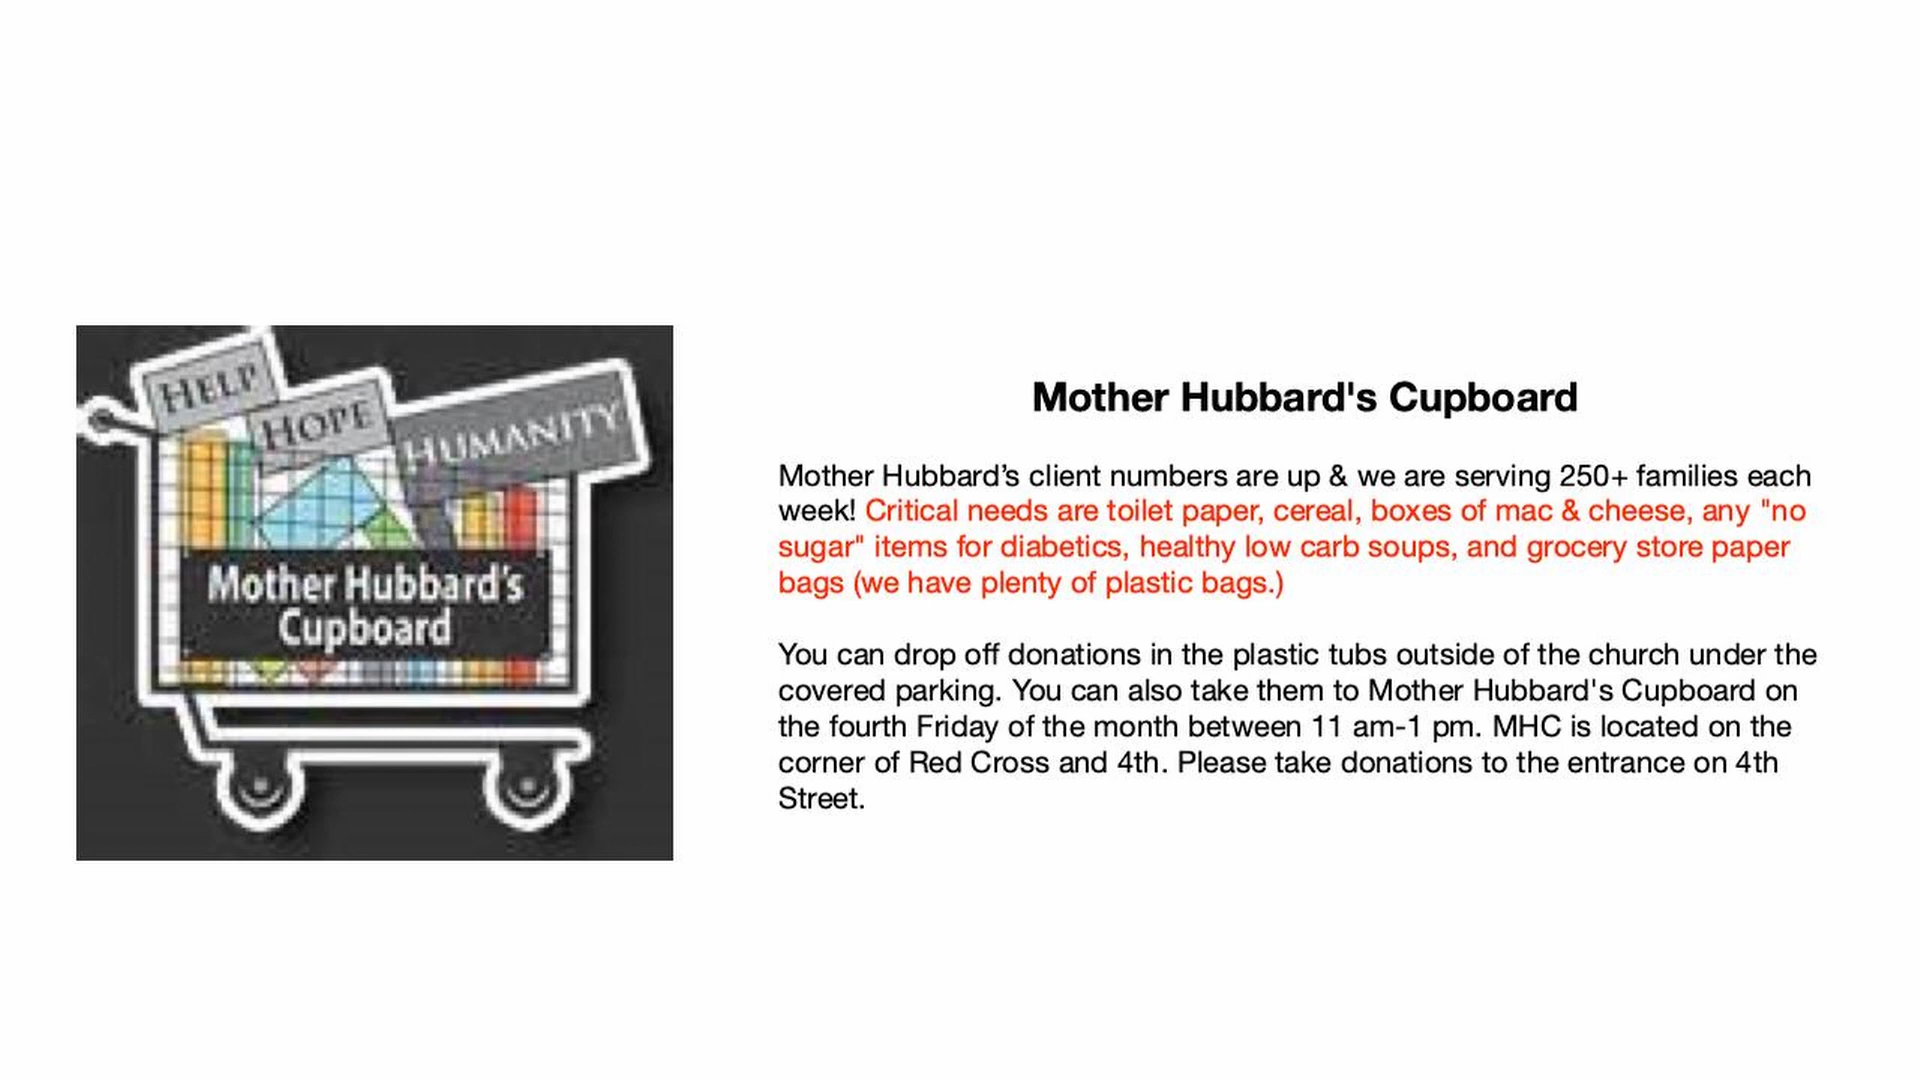 HELP
HOPE
HUMANITY
Mother Hubbard's
Cupboard
Mother Hubbard's Cupboard
Mother Hubbard’s client numbers are up & we are serving 250+ families each
week! Critical needs are toilet paper, cereal, boxes of mac & cheese, any "no
sugar" items for diabetics, healthy low carb soups, and grocery store paper
bags (we have plenty of plastic bags.)
You can drop off donations in the plastic tubs outside of the church under the
covered parking. You can also take them to Mother Hubbard's Cupboard on
the fourth Friday of the month between 11 am-1 pm. MHC is located on the
corner of Red Cross and 4th. Please take donations to the entrance on 4th
Street.